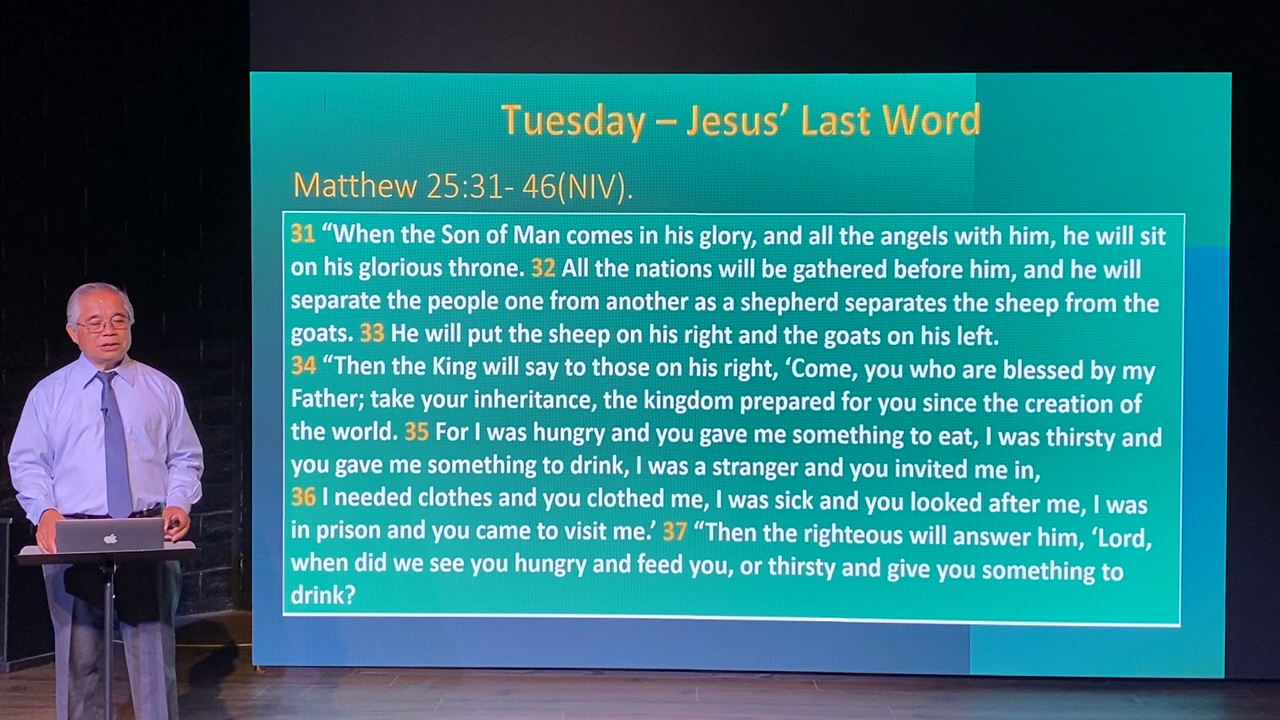 Tuesday – Jesus’ Last Word
Matthew 25:31- 46(NIV).
31 “When the Son of Man comes in his glory, and all the angels with him, he will sit
on his glorious throne. 32 All the nations will be gathered before him, and he will
separate the people one from another as a shepherd separates the sheep from the
goats. 33 He will put the sheep on his right and the goats on his left.
34 “Then the King will say to those on his right, ‘Come, you who are blessed by my
Father; take your inheritance, the kingdom prepared for you since the creation of
the world. 35 For I was hungry and you gave me something to eat, I was thirsty and
you gave me something to drink, I was a stranger and you invited me in,
36 I needed clothes and you clothed me, I was sick and you looked after me, I was
in prison and you came to visit me.’ 37 “Then the righteous will answer him, ‘Lord,
when did we see you hungry and feed you, or thirsty and give you something to
drink?